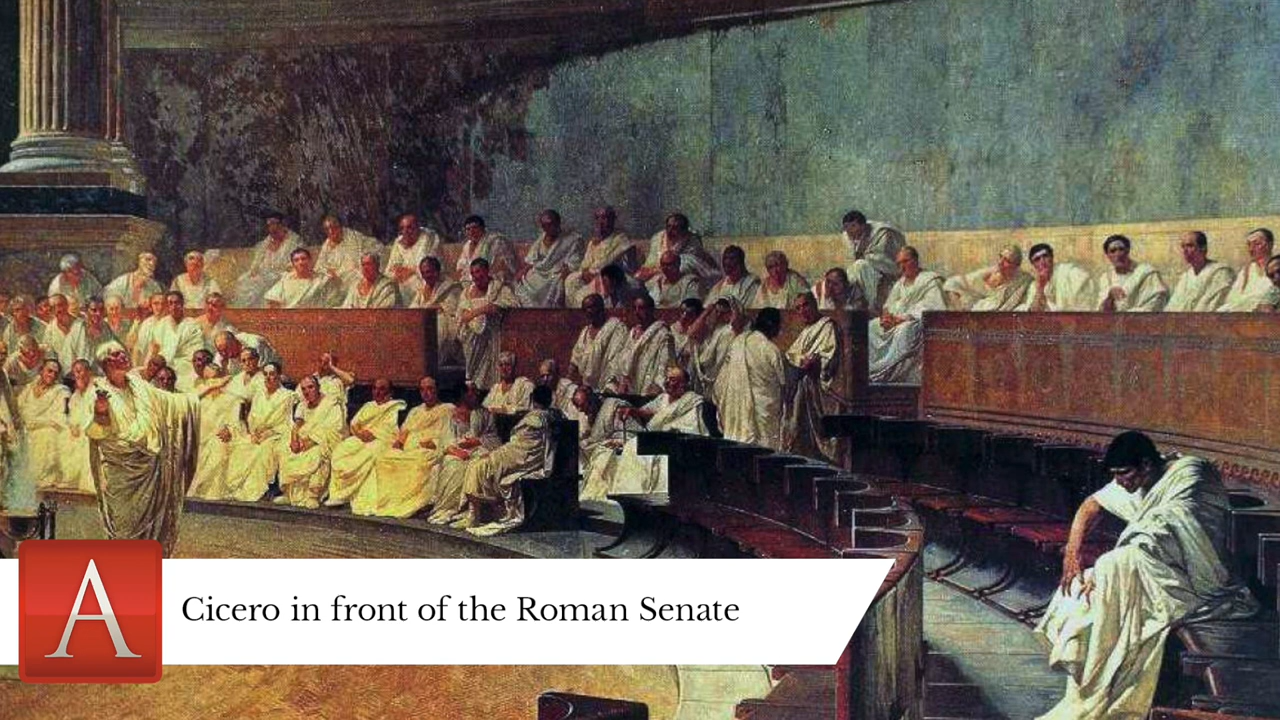 A
Cicero in front of the Roman Senate